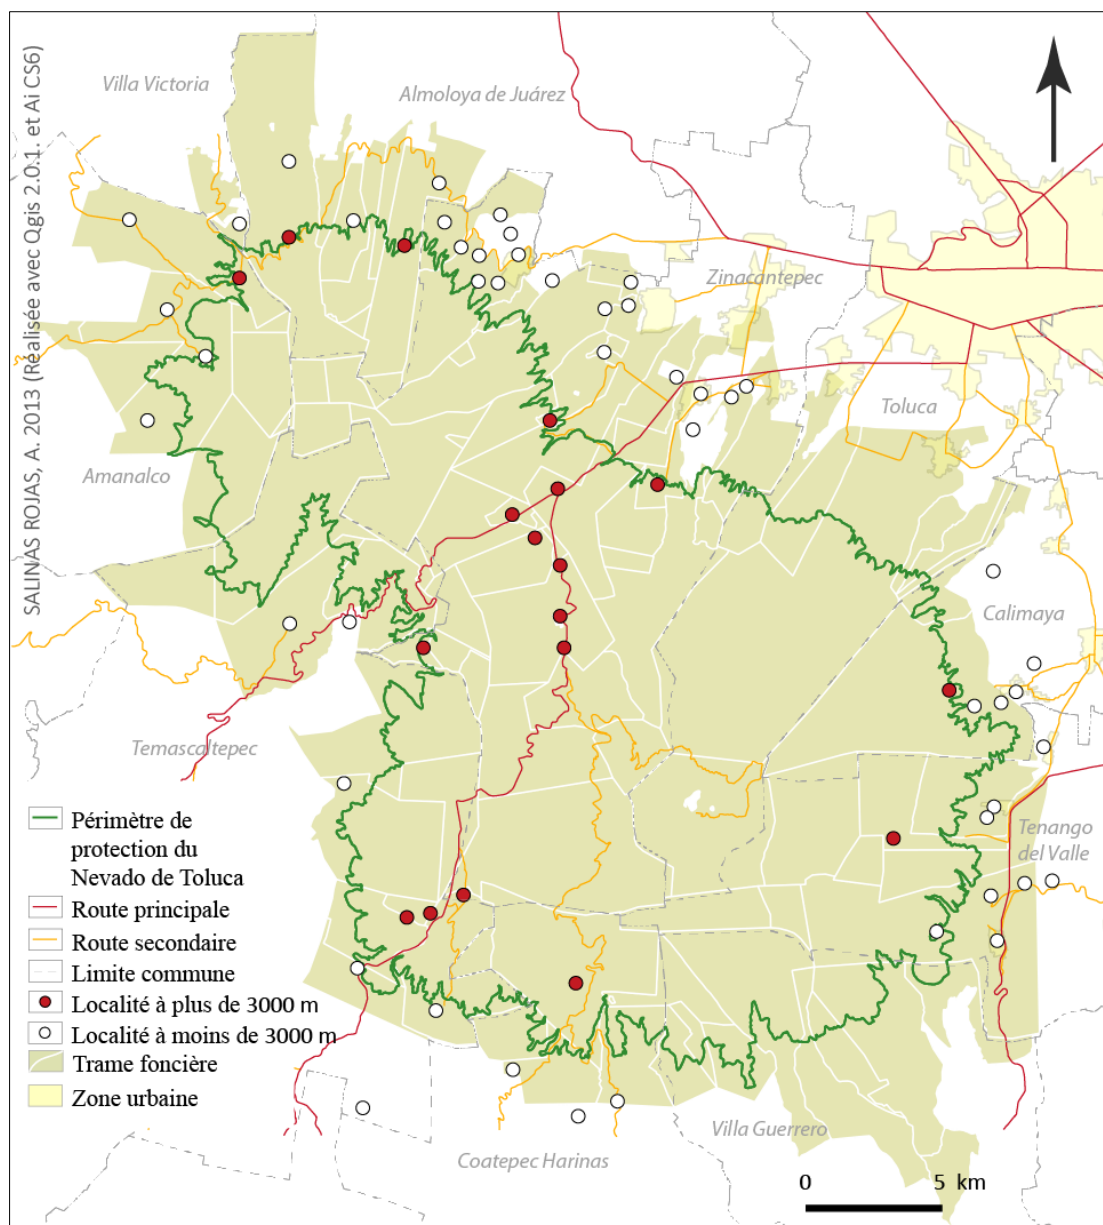 SALINAS ROJAS, A. 2013 (Réalisée avec Qgis 2.0.1. et Ai CS6)
Villa Victoria
Almoloya de Juárez
Zinacantepec
Toluca
Amanalco
Calimaya
Temascaltepec
Tenango
del Valle
Villa Guerrero
Coatepec Harinas
Périmètre de
protection du
Nevado de Toluca
Route principale
Route secondaire
Limite commune
Localité à plus de 3000 m
Localité à moins de 3000 m
Trame foncière
Zone urbaine
0 5 km